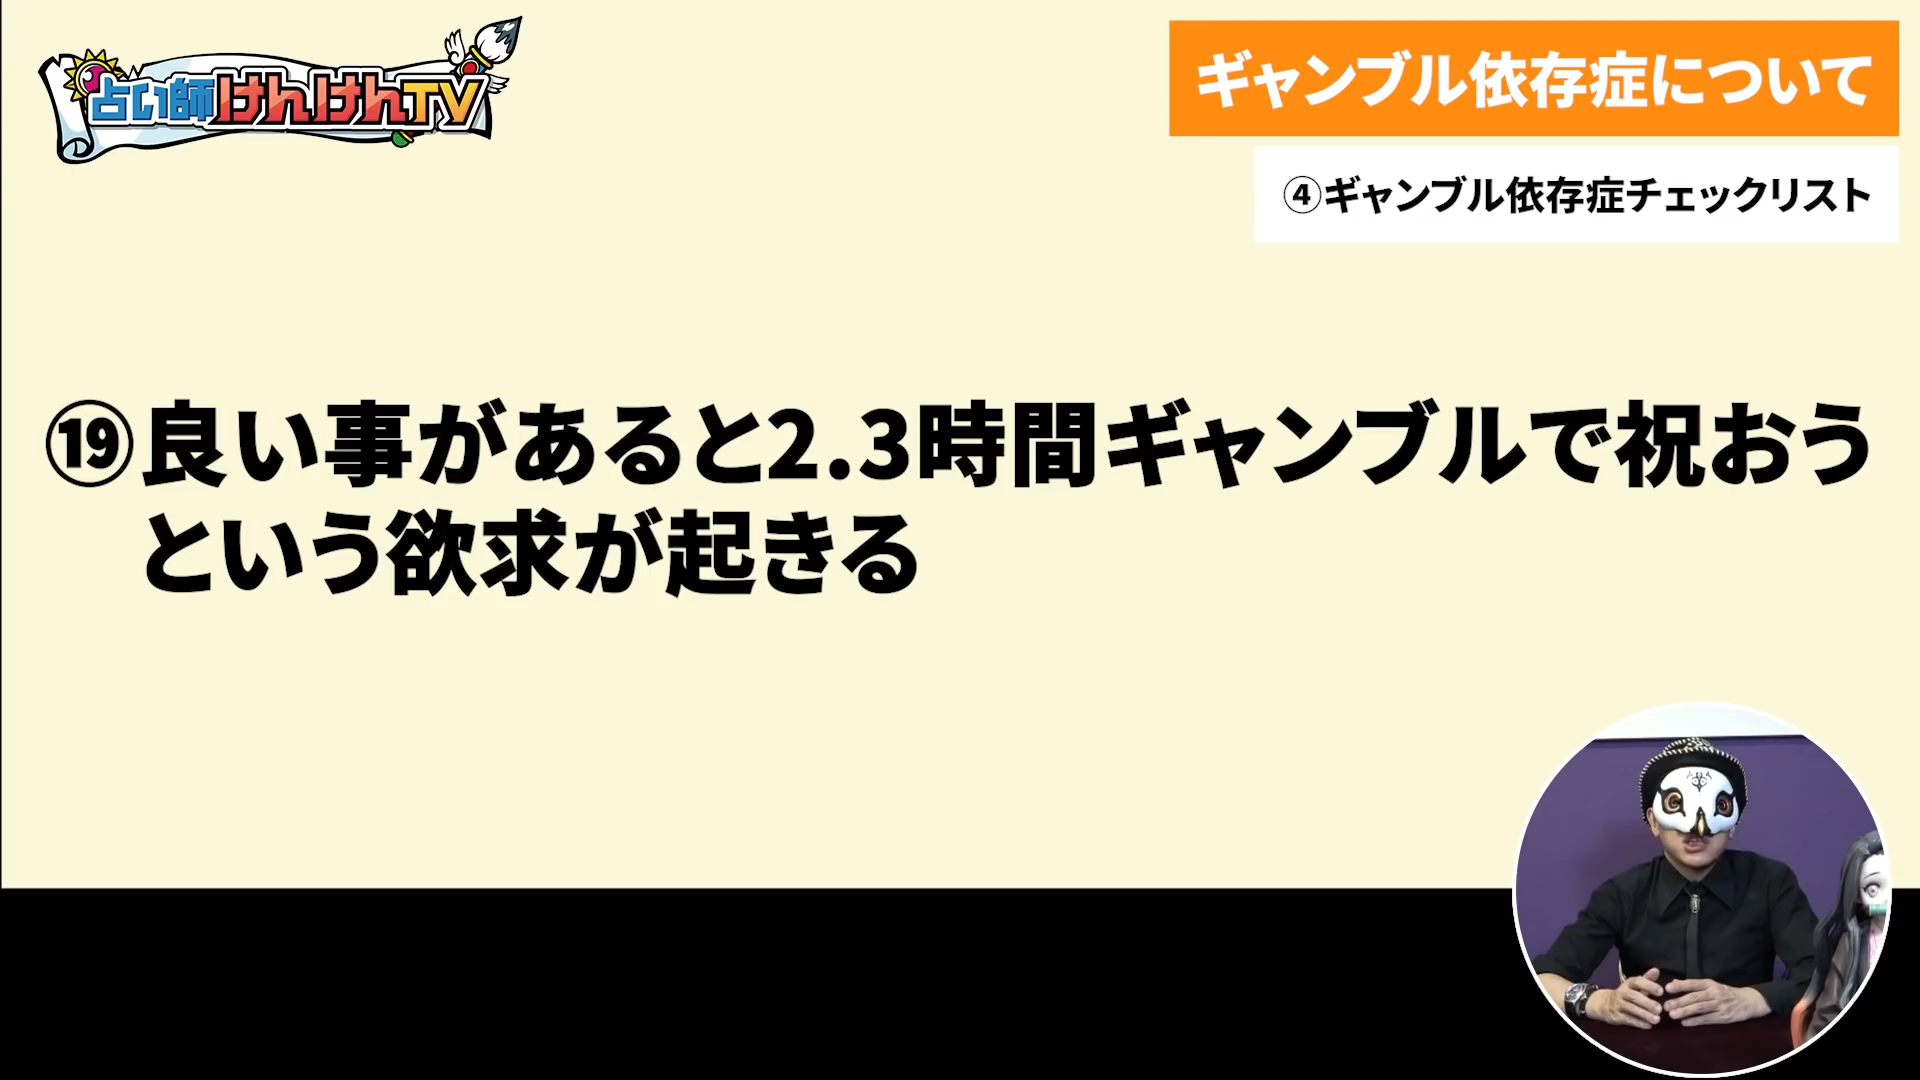 占い師けんけんTV
ギャンブル依存症について
④ギャンブル依存症チェックリスト
⑲良い事があると2.3時間ギャンブルで祝おう
という欲求が起きる